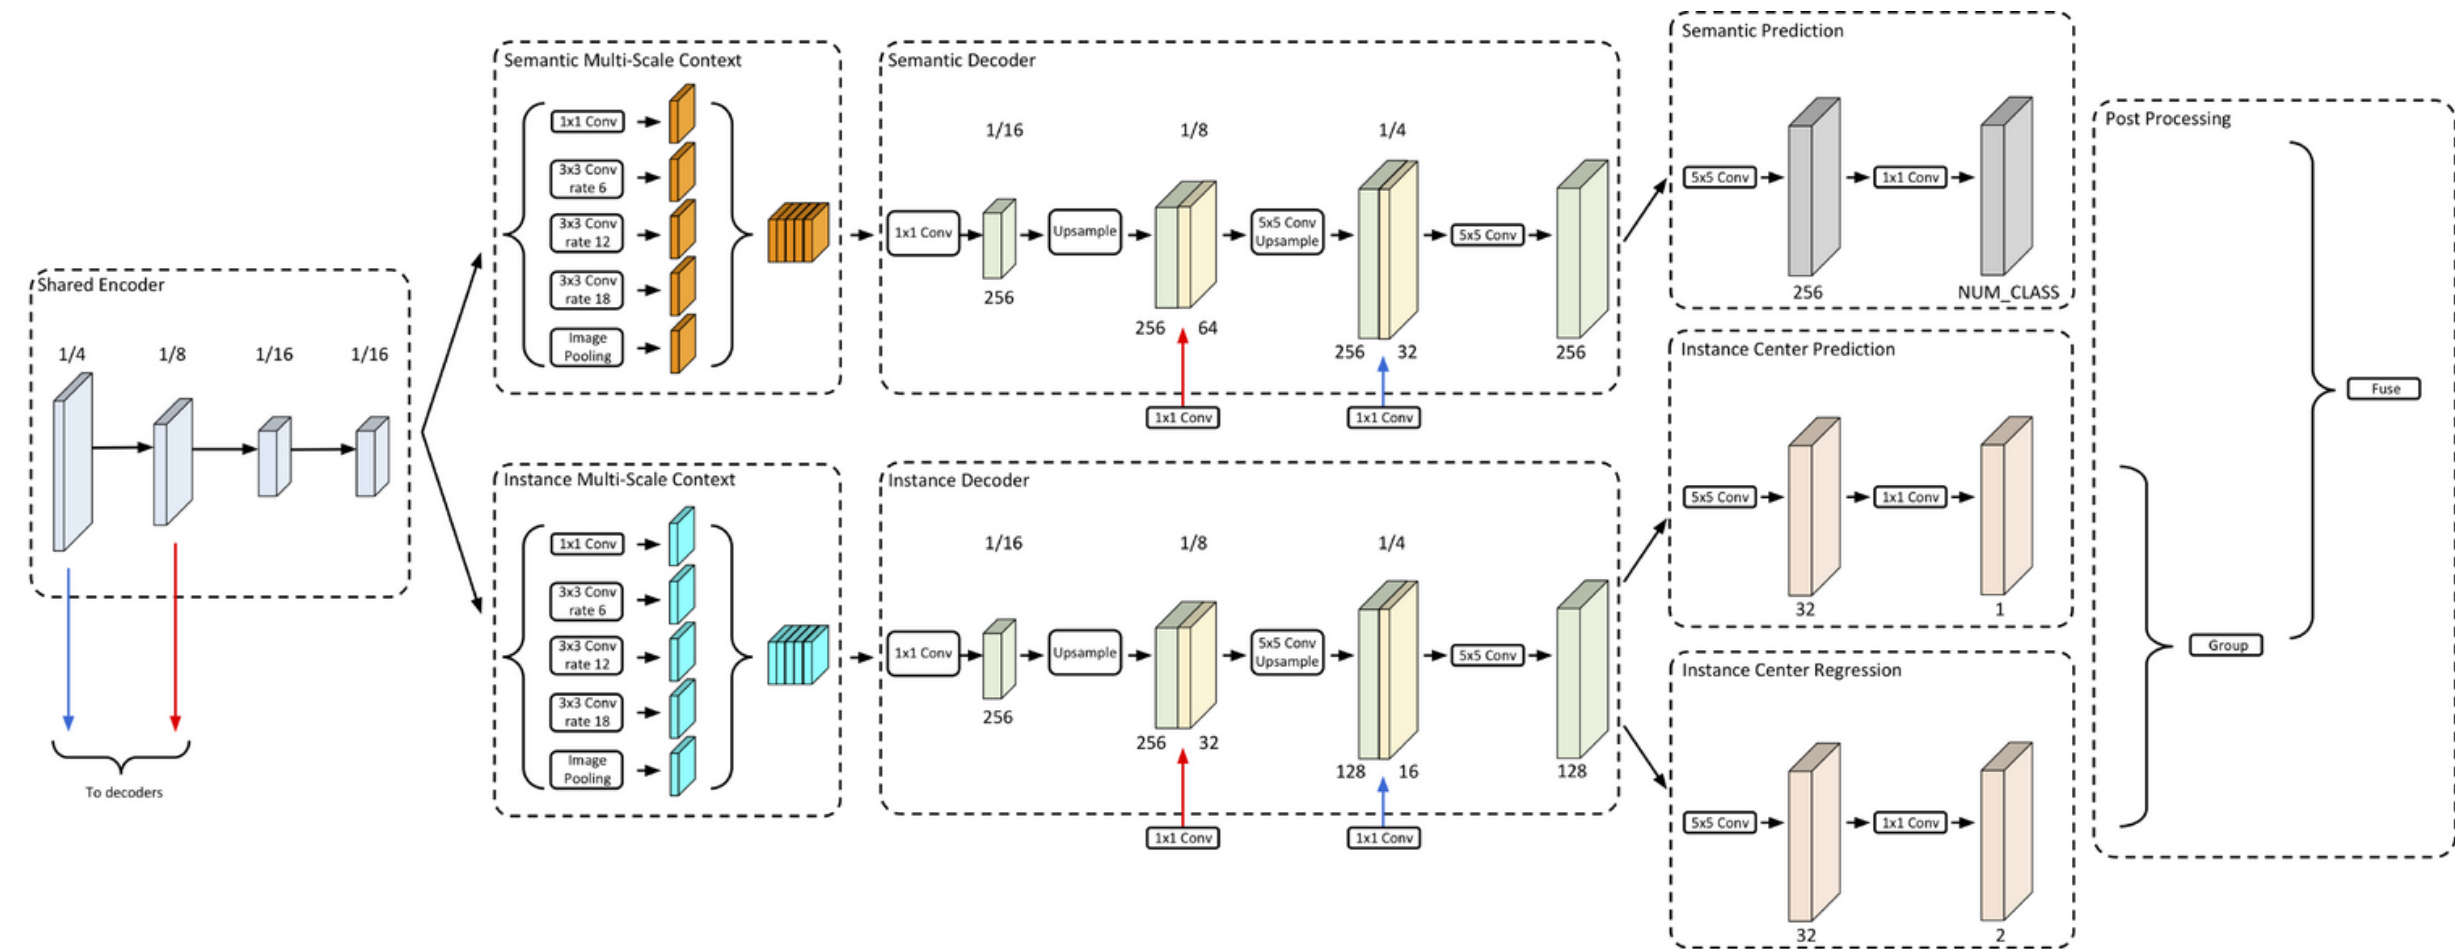 Shared Encoder
1/4
1/8
1/16
1/16
To decoders
Semantic Multi-Scale Context
1x1 Conv
3x3 Conv
rate 6
3x3 Conv
rate 12
3x3 Conv
rate 18
Image
Pooling
Instance Multi-Scale Context
1x1 Conv
3x3 Conv
rate 6
3x3 Conv
rate 12
3x3 Conv
rate 18
Image
Pooling
Semantic Decoder
1/16
1/8
1/4
1x1 Conv
Upsample
5x5 Conv
Upsample
5x5 Conv
256
256 64
256 32
256
1x1 Conv
1x1 Conv
Instance Decoder
1/16
1/8
1/4
1x1 Conv
Upsample
5x5 Conv
Upsample
5x5 Conv
256
256 32
128 16
128
1x1 Conv
1x1 Conv
Semantic Prediction
5x5 Conv
1x1 Conv
256
NUM_CLASS
Instance Center Prediction
5x5 Conv
1x1 Conv
32
1
Instance Center Regression
5x5 Conv
1x1 Conv
32
2
Post Processing
Fuse
Group